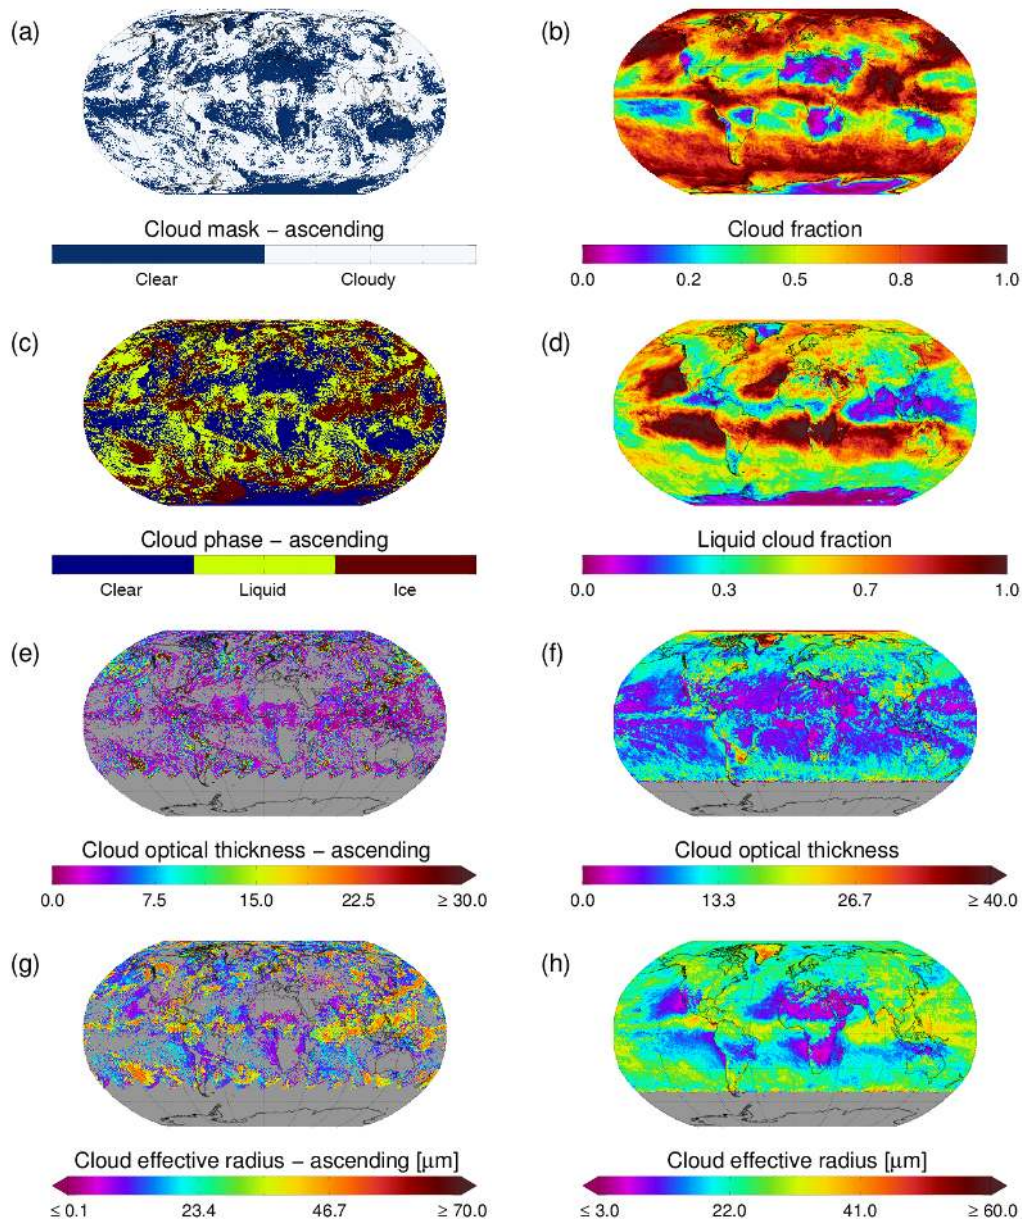 (a)
(b)
Cloud mask – ascending
Clear Cloudy
Cloud fraction
0.0 0.2 0.5 0.8 1.0
(c)
(d)
Cloud phase – ascending
Clear Liquid Ice
Liquid cloud fraction
0.0 0.3 0.7 1.0
(e)
(f)
Cloud optical thickness – ascending
0.0 7.5 15.0 22.5 ≥ 30.0
Cloud optical thickness
0.0 13.3 26.7 ≥ 40.0
(g)
(h)
Cloud effective radius – ascending [μm]
≤ 0.1 23.4 46.7 ≥ 70.0
Cloud effective radius [μm]
≤ 3.0 22.0 41.0 ≥ 60.0